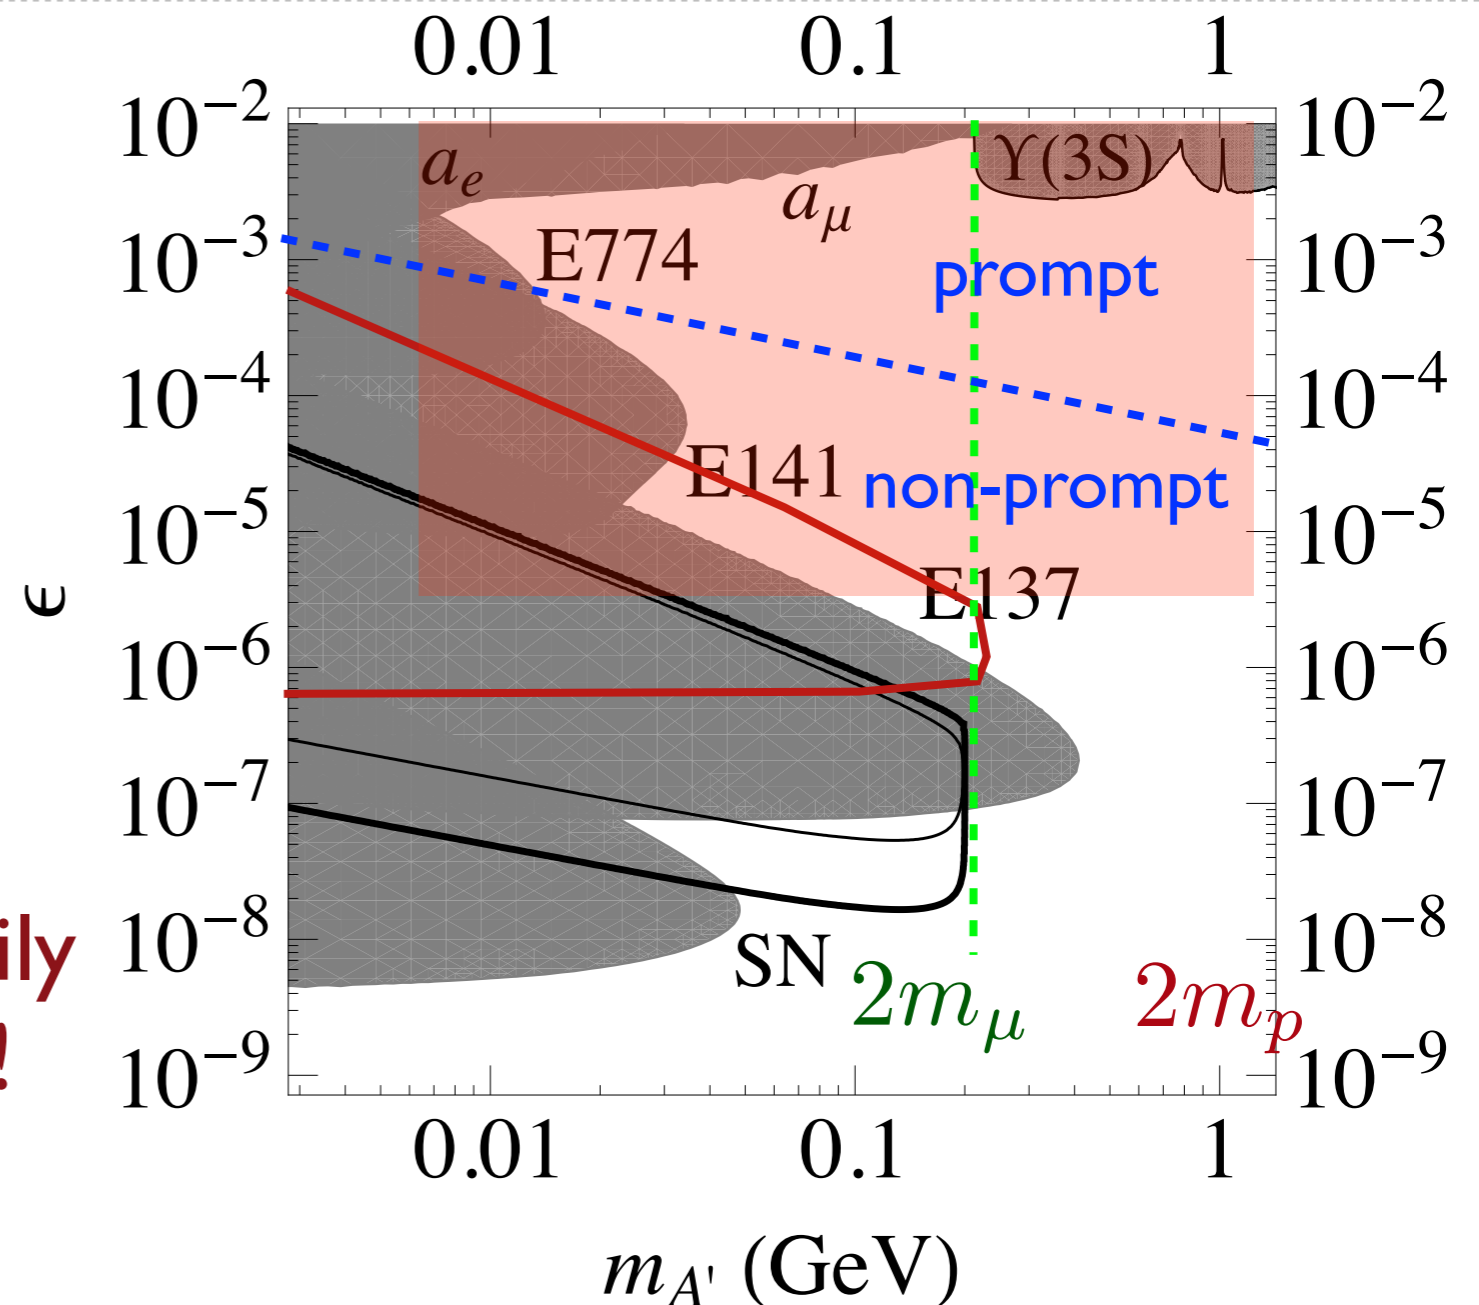 0.01 0.1 1
10⁻² 10⁻²
a_e ϒ(3S)
a_μ
E774
10⁻³ prompt 10⁻³
10⁻⁴ 10⁻⁴
E141
non-prompt
10⁻⁵ 10⁻⁵
ϵ E137
10⁻⁶ 10⁻⁶
10⁻⁷ 10⁻⁷
10⁻⁸ 10⁻⁸
ily
SN 2m_μ 2m_p
!
10⁻⁹ 10⁻⁹
0.01 0.1 1
m_A' (GeV)